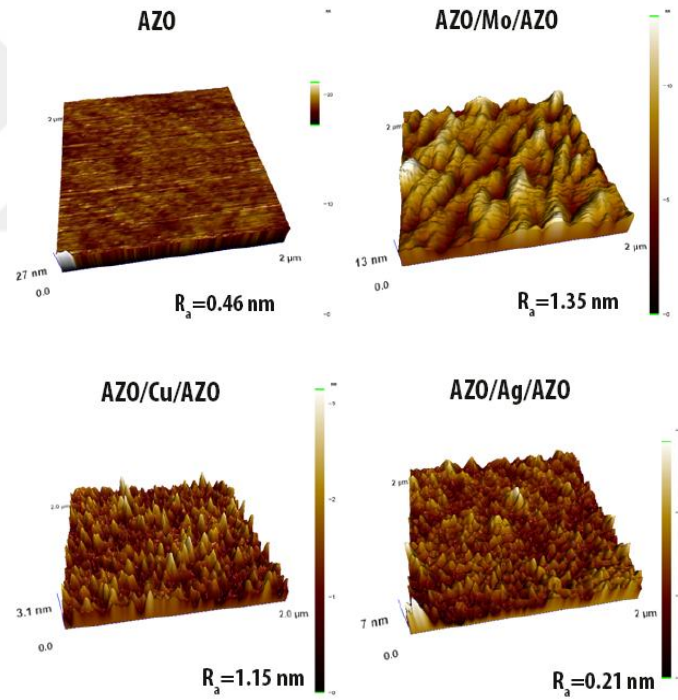 AZO
2 µm
27 nm
0.0
2 µm
Rₐ=0.46 nm
AZO/Mo/AZO
2 µm
13 nm
0.0
2 µm
Rₐ=1.35 nm
AZO/Cu/AZO
2.0 µm
3.1 nm
0.0
2.0 µm
Rₐ=1.15 nm
AZO/Ag/AZO
2 µm
7 nm
0.0
2 µm
Rₐ=0.21 nm